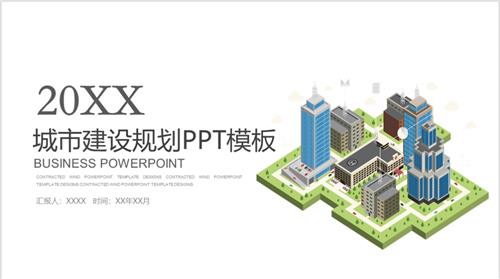 20XX
城市建设规划PPT模板
BUSINESS POWERPOINT
CONTRACTED WIND POWERPOINT TEMPLATE DESIGNS CONTRACTED WIND POWERPOINT
TEMPLATE DESIGNS CONTRACTED WIND POWERPOINT TEMPLATE DESIGNS
汇报人：XXXX 时间：XX年XX月